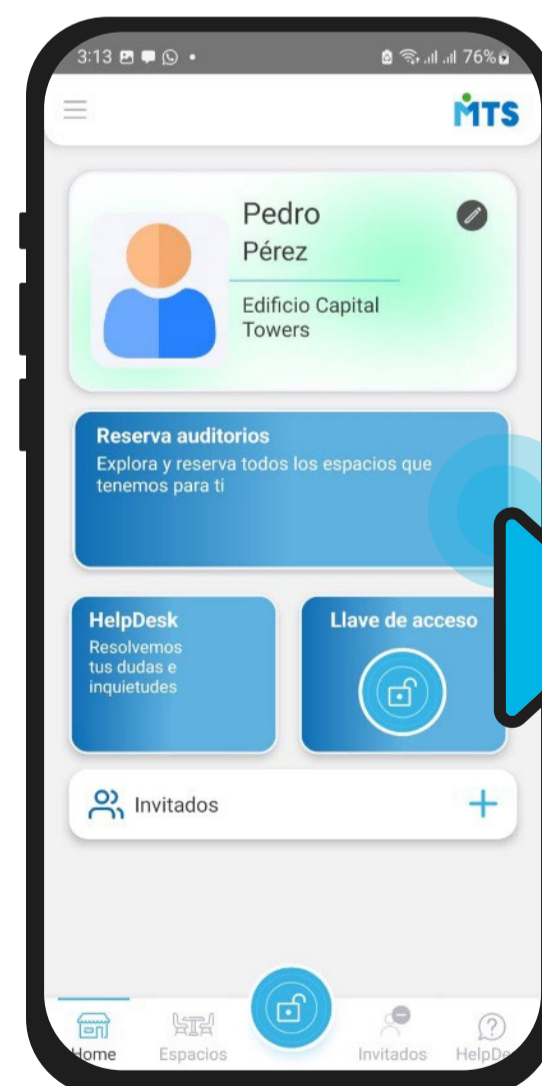 3:13
76%
MTS
Pedro
Pérez
Edificio Capital
Towers
Reserva auditorios
Explora y reserva todos los espacios que
tenemos para ti
HelpDesk
Resolvemos
tus dudas e
inquietudes
Llave de acceso
Invitados
Home
Espacios
Invitados
HelpDe